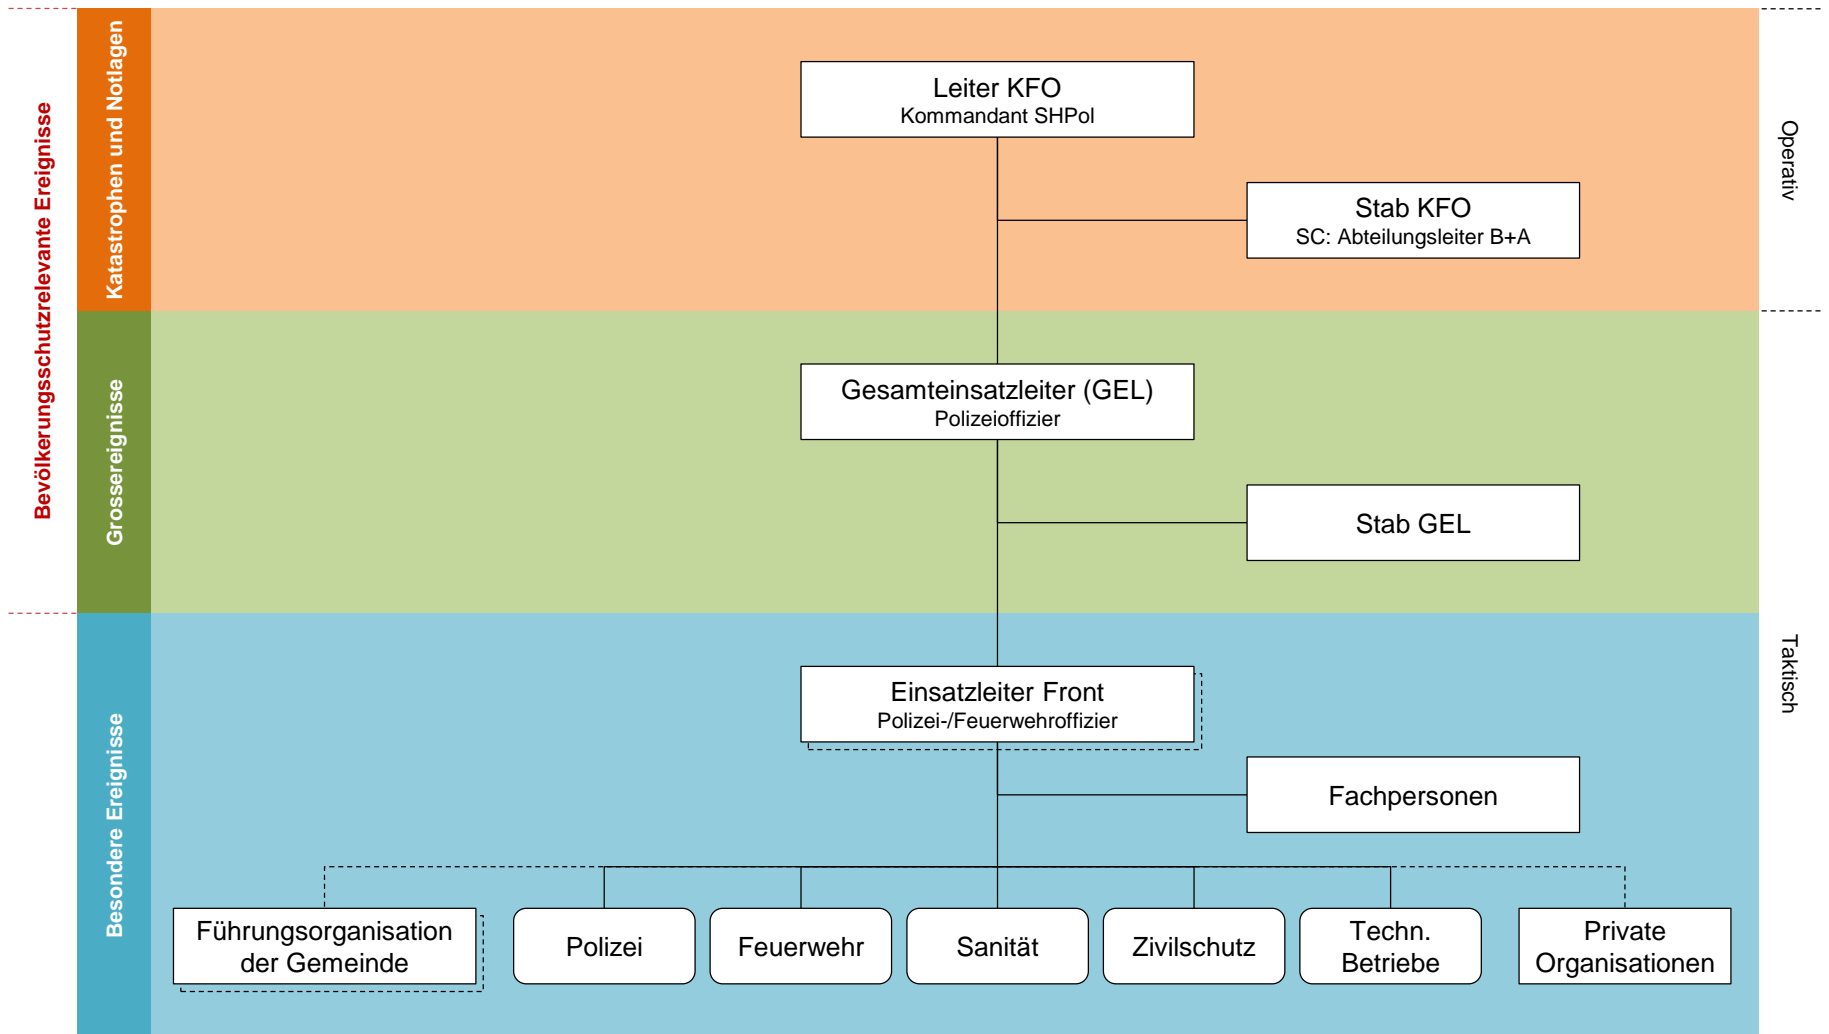 Bevölkerungsschutzrelevante Ereignisse
Katastrophen und Notlagen
Leiter KFO
Kommandant SHPol
Stab KFO
SC: Abteilungsleiter B+A
Operativ
Grossereignisse
Gesamteinsatzleiter (GEL)
Polizeioffizier
Stab GEL
Taktisch
Besondere Ereignisse
Einsatzleiter Front
Polizei-/Feuerwehroffizier
Fachpersonen
Führungsorganisation
der Gemeinde
Polizei
Feuerwehr
Sanität
Zivilschutz
Techn.
Betriebe
Private
Organisationen